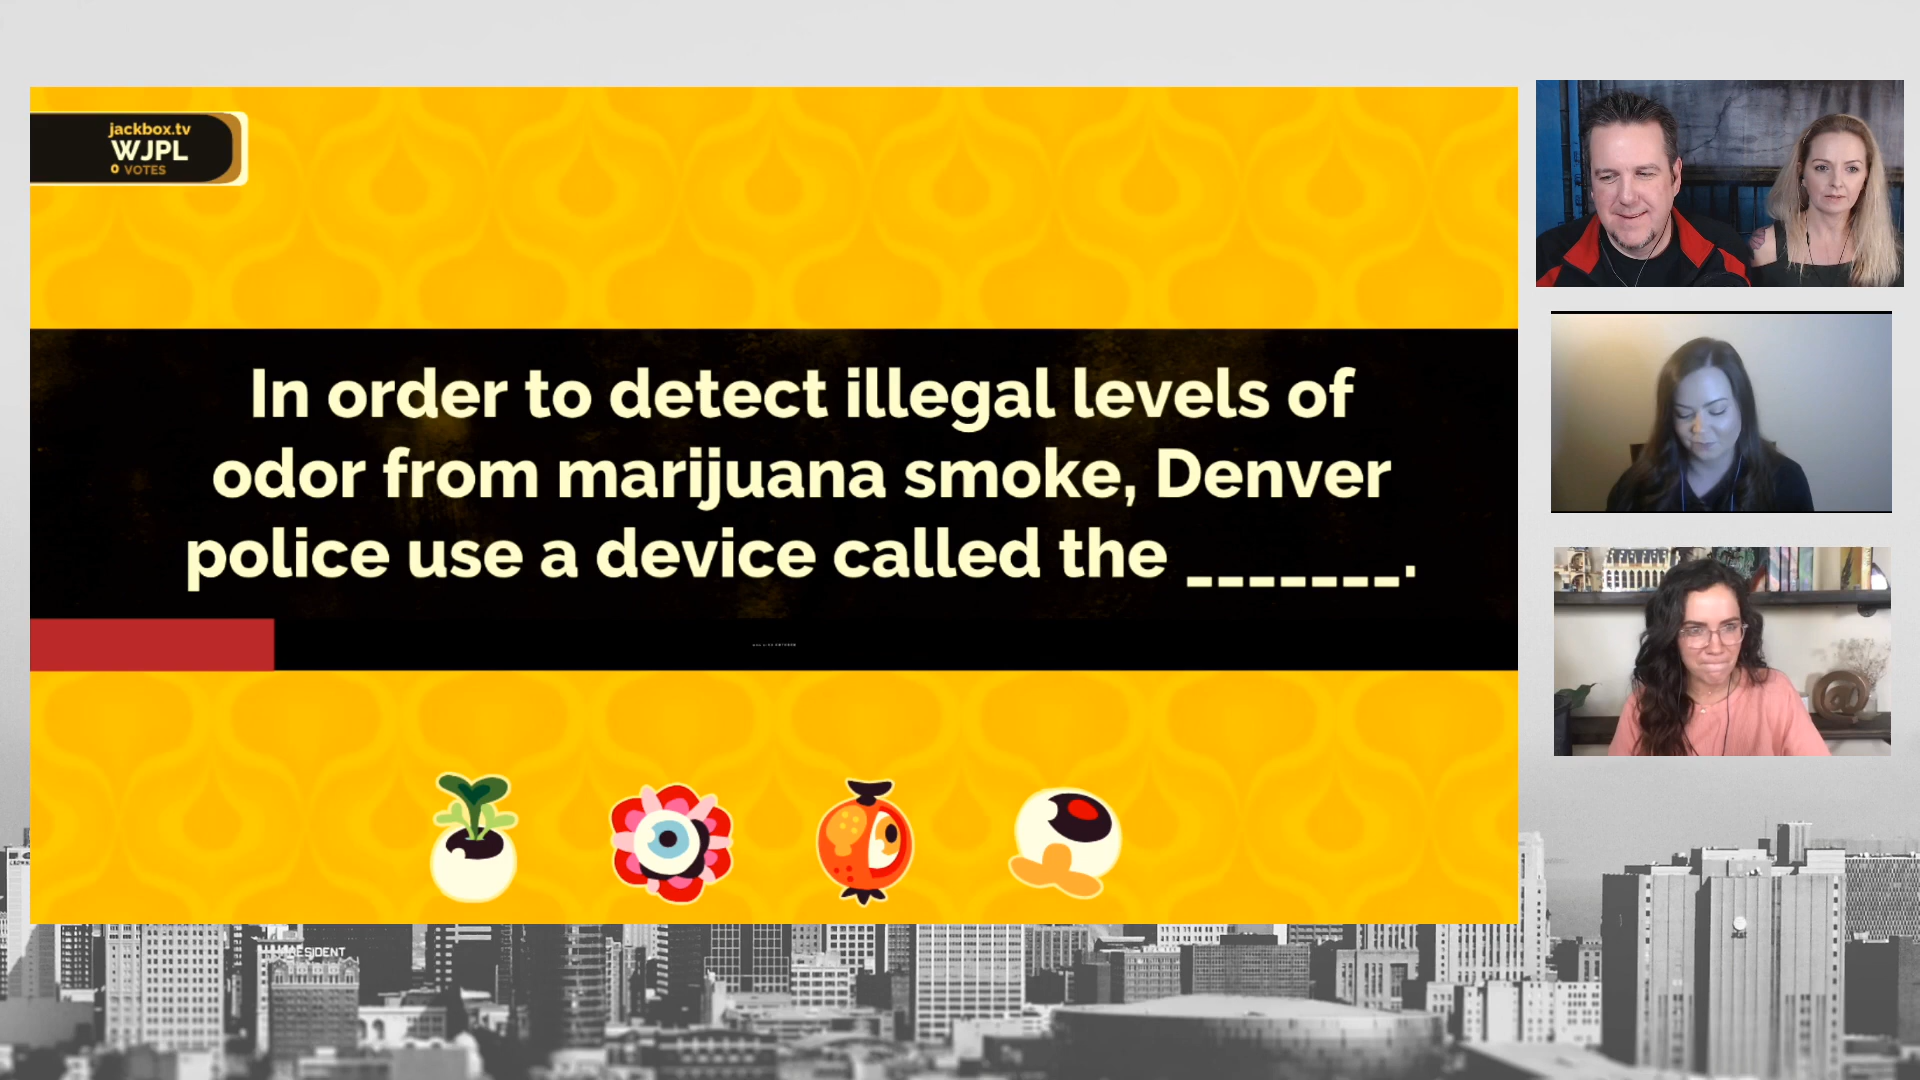 jackbox.tv
WJPL
0 VOTES
In order to detect illegal levels of
odor from marijuana smoke, Denver
police use a device called the _______.
PRESIDENT